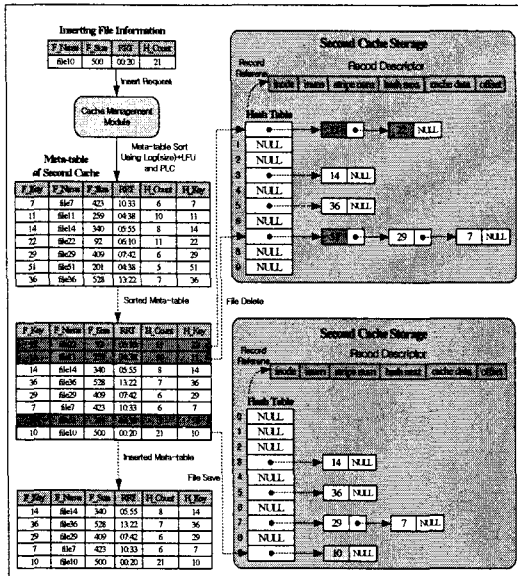 Inserting File Information
F_Name F_Size RRT H_Count
file10 500 00:20 21
Insert Request
Cache Management
Module
Meta-table Sort
Using Log(size)+LFU
and PLC
Meta-table
of Second Cache
F_Key F_Name F_Size RRT H_Count H_Key
7 file7 423 10:33 6 7
11 file11 259 04:38 10 11
14 file14 340 05:55 8 14
22 file22 92 06:10 11 22
29 file29 409 07:42 6 29
51 file51 201 04:38 5 51
36 file36 528 13:22 7 36
Sorted Meta-table
F_Key F_Name F_Size RRT H_Count H_Key
14 file14 340 05:55 8 14
36 file36 528 13:22 7 36
29 file29 409 07:42 6 29
7 file7 423 10:33 6 7
10 file10 500 00:20 21 10
Inserted Meta-table
F_Key F_Name F_Size RRT H_Count H_Key
14 file14 340 05:55 8 14
36 file36 528 13:22 7 36
29 file29 409 07:42 6 29
7 file7 423 10:33 6 7
10 file10 500 00:20 21 10
File Delete
File Save
Second Cache Storage
Record
Reference
Record Descriptor
hash next cache data offset
Hash Table
NULL
1 NULL
2 NULL
3 14 NULL
4 NULL
5 36 NULL
6 NULL
7 29 7 NULL
8 NULL
9 NULL
Second Cache Storage
Record
Reference
Record Descriptor
hash next cache data offset
Hash Table
0 NULL
1 NULL
2 NULL
3 14 NULL
4 NULL
5 36 NULL
6 NULL
7 29 7 NULL
8 10 NULL